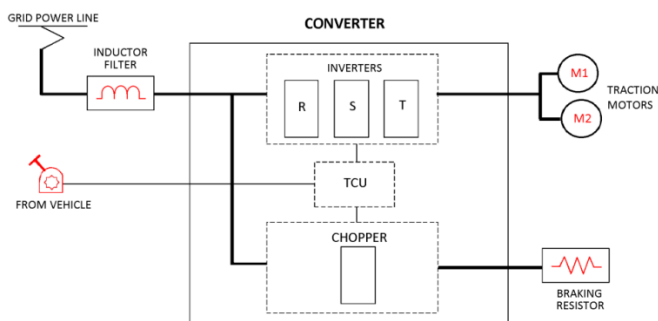 GRID POWER LINE
CONVERTER
INDUCTOR
FILTER
INVERTERS
R S T
M1
M2
TRACTION
MOTORS
TCU
FROM VEHICLE
CHOPPER
BRAKING
RESISTOR